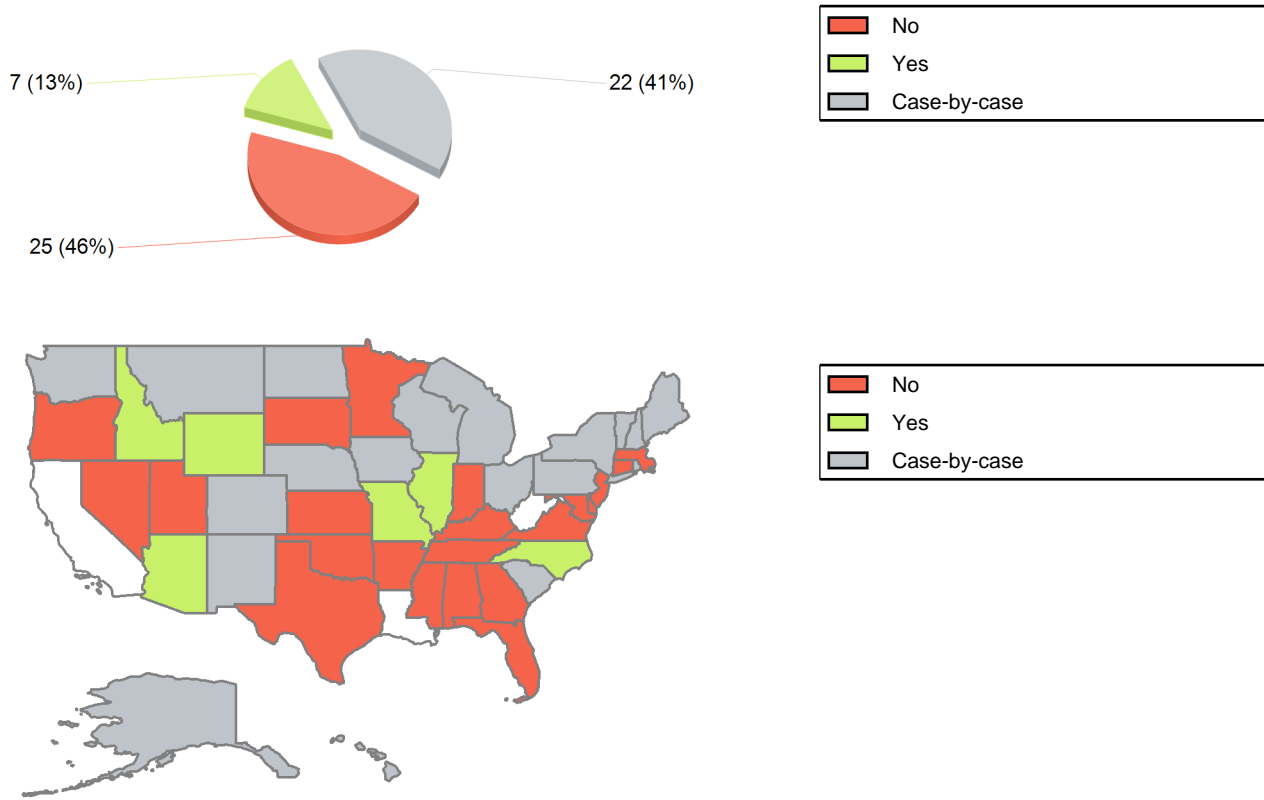 No
Yes
7 (13%)
22 (41%)
Case-by-case
25 (46%)
No
Yes
Case-by-case